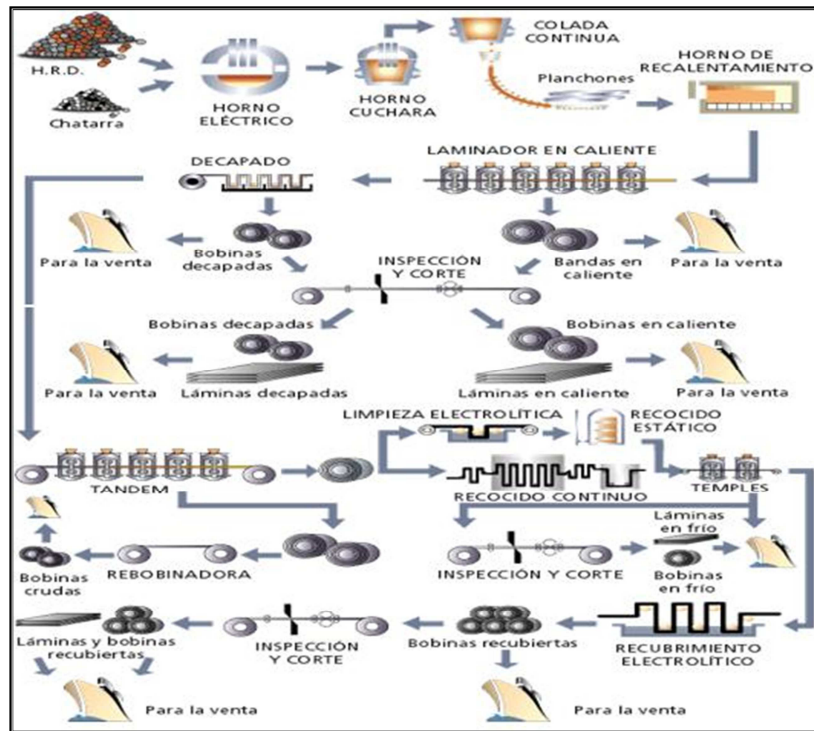 H.R.D.
Chatarra
HORNO
ELÉCTRICO
HORNO
CUCHARA
COLADA
CONTINUA
Planchones
HORNO DE
RECALENTAMIENTO
DECAPADO
LAMINADOR EN CALIENTE
Para la venta
Bobinas
decapadas
INSPECCIÓN
Y CORTE
Bandas en
caliente
Para la venta
Bobinas decapadas
Bobinas en caliente
Para la venta
Láminas decapadas
Láminas en caliente
Para la venta
LIMPIEZA ELECTROLÍTICA
RECOCIDO
ESTÁTICO
TANDEM
RECOCIDO CONTINUO
TEMPLES
Láminas
en frío
Bobinas
crudas
REBOBINADORA
INSPECCIÓN Y CORTE
Bobinas
en frío
Láminas y bobinas
recubiertas
INSPECCIÓN
Y CORTE
Bobinas recubiertas
RECUBRIMIENTO
ELECTROLÍTICO
Para la venta
Para la venta